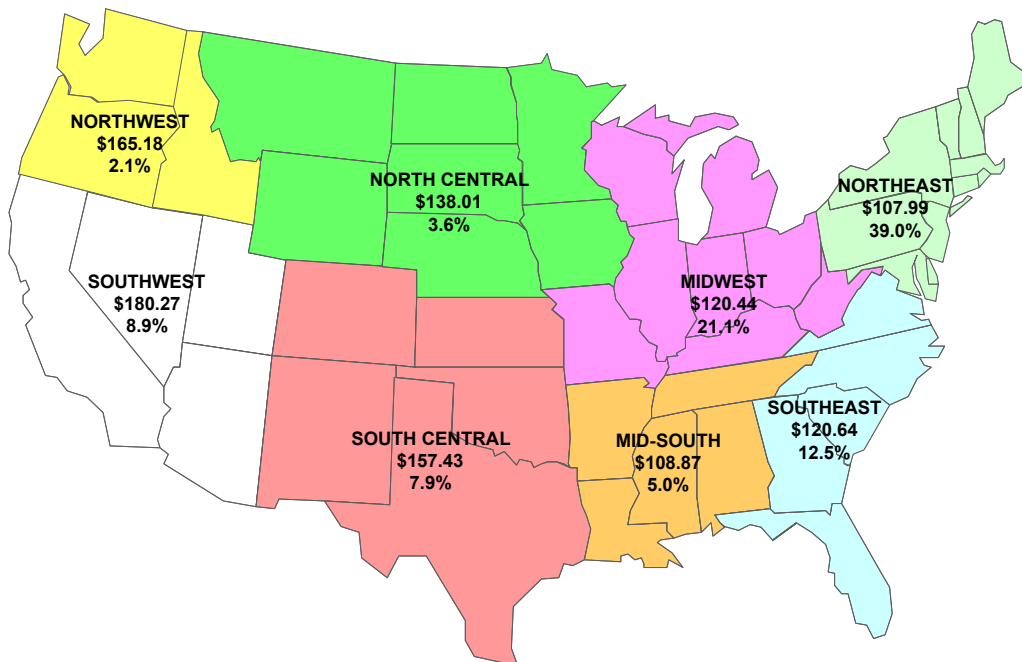 NORTHWEST
$165.18
2.1%
NORTH CENTRAL
$138.01
3.6%
NORTHEAST
$107.99
39.0%
SOUTHWEST
$180.27
8.9%
MIDWEST
$120.44
21.1%
SOUTH CENTRAL
$157.43
7.9%
MID-SOUTH
$108.87
5.0%
SOUTHEAST
$120.64
12.5%